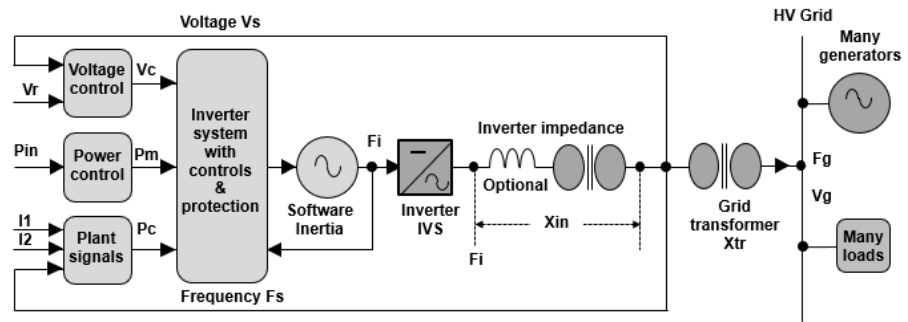 Voltage Vs
HV Grid
Many
generators
Voltage
control
Vc
Vr
Inverter
system
with
controls
&
protection
Pin
Power
control
Pm
I1
I2
Plant
signals
Pc
Software
Inertia
Fi
Inverter
IVS
Inverter impedance
Optional
Xin
Fi
Grid
transformer
Xtr
Fg
Vg
Many
loads
Frequency Fs